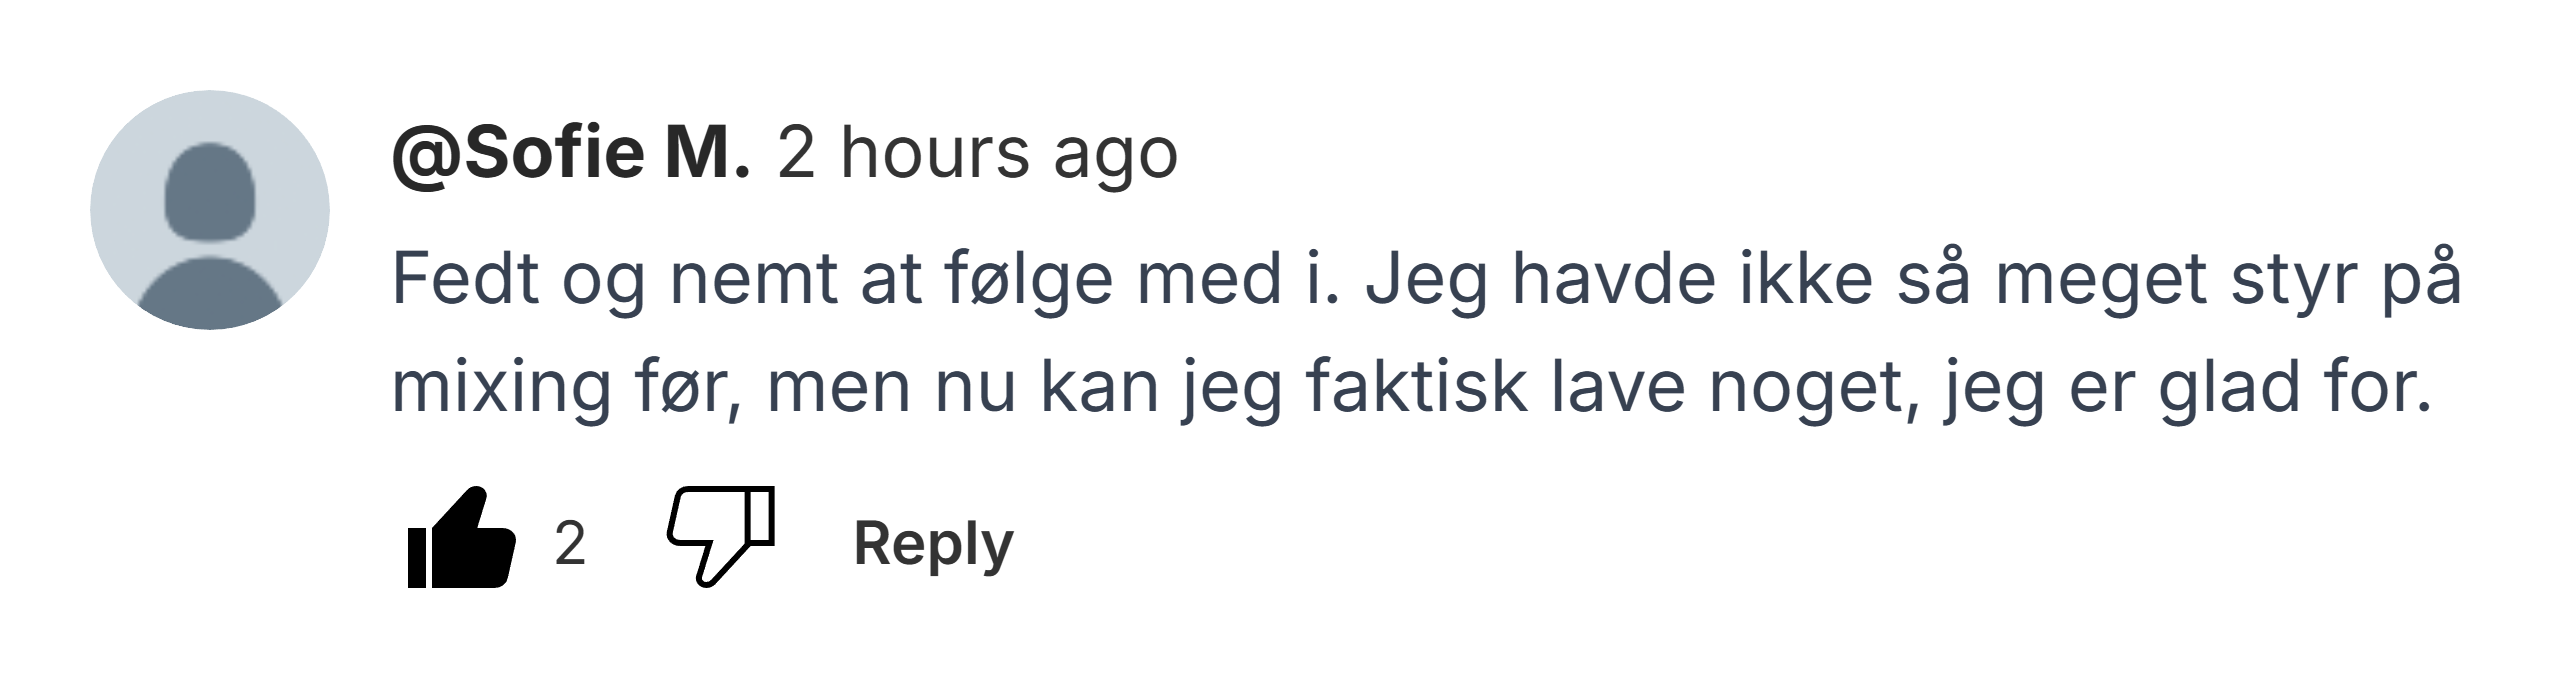 @Sofie M. 2 hours ago
Fedt og nemt at følge med i. Jeg havde ikke så meget styr på
mixing før, men nu kan jeg faktisk lave noget, jeg er glad for.
2 Reply